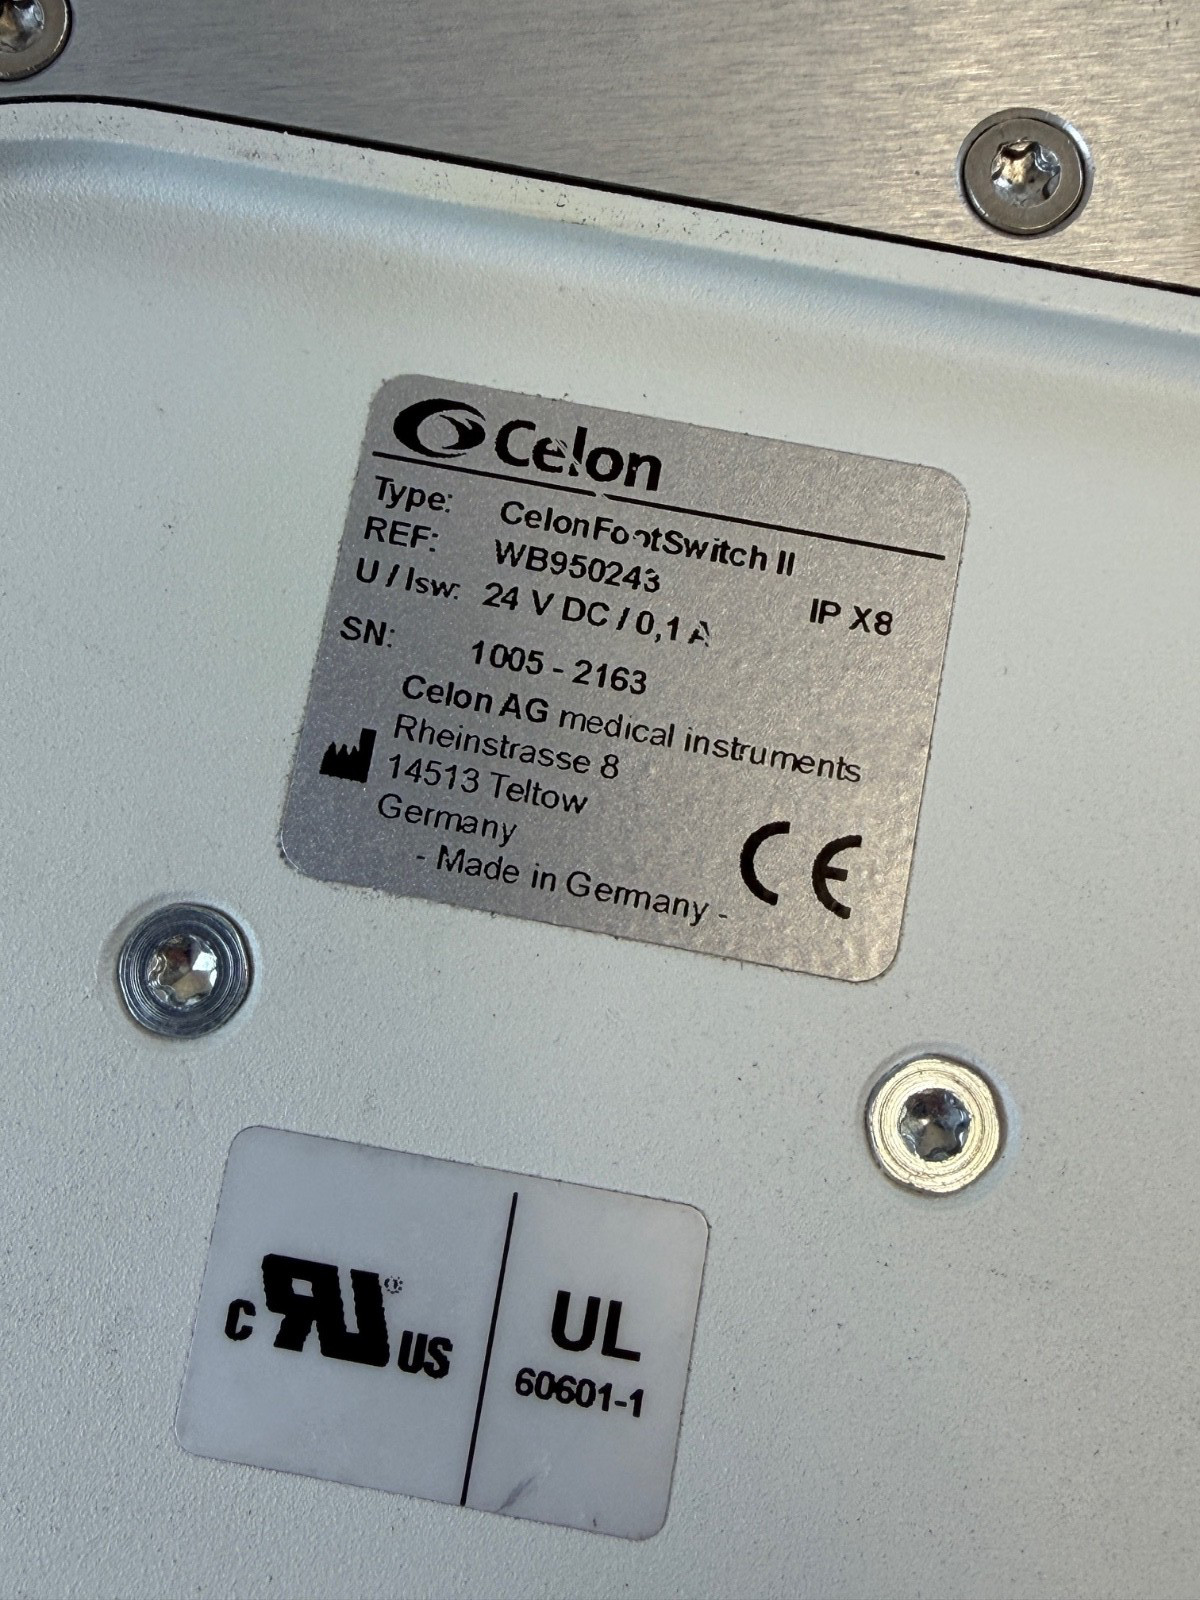 Celon
Type: CelonFootSwitch II
REF: WB950243
U / Isw: 24 V DC / 0,1 A IP X8
SN: 1005 - 2163
Celon AG medical instruments
Rheinstrasse 8
14513 Teltow
Germany
- Made in Germany -
CE
c RU ® US
UL
60601-1